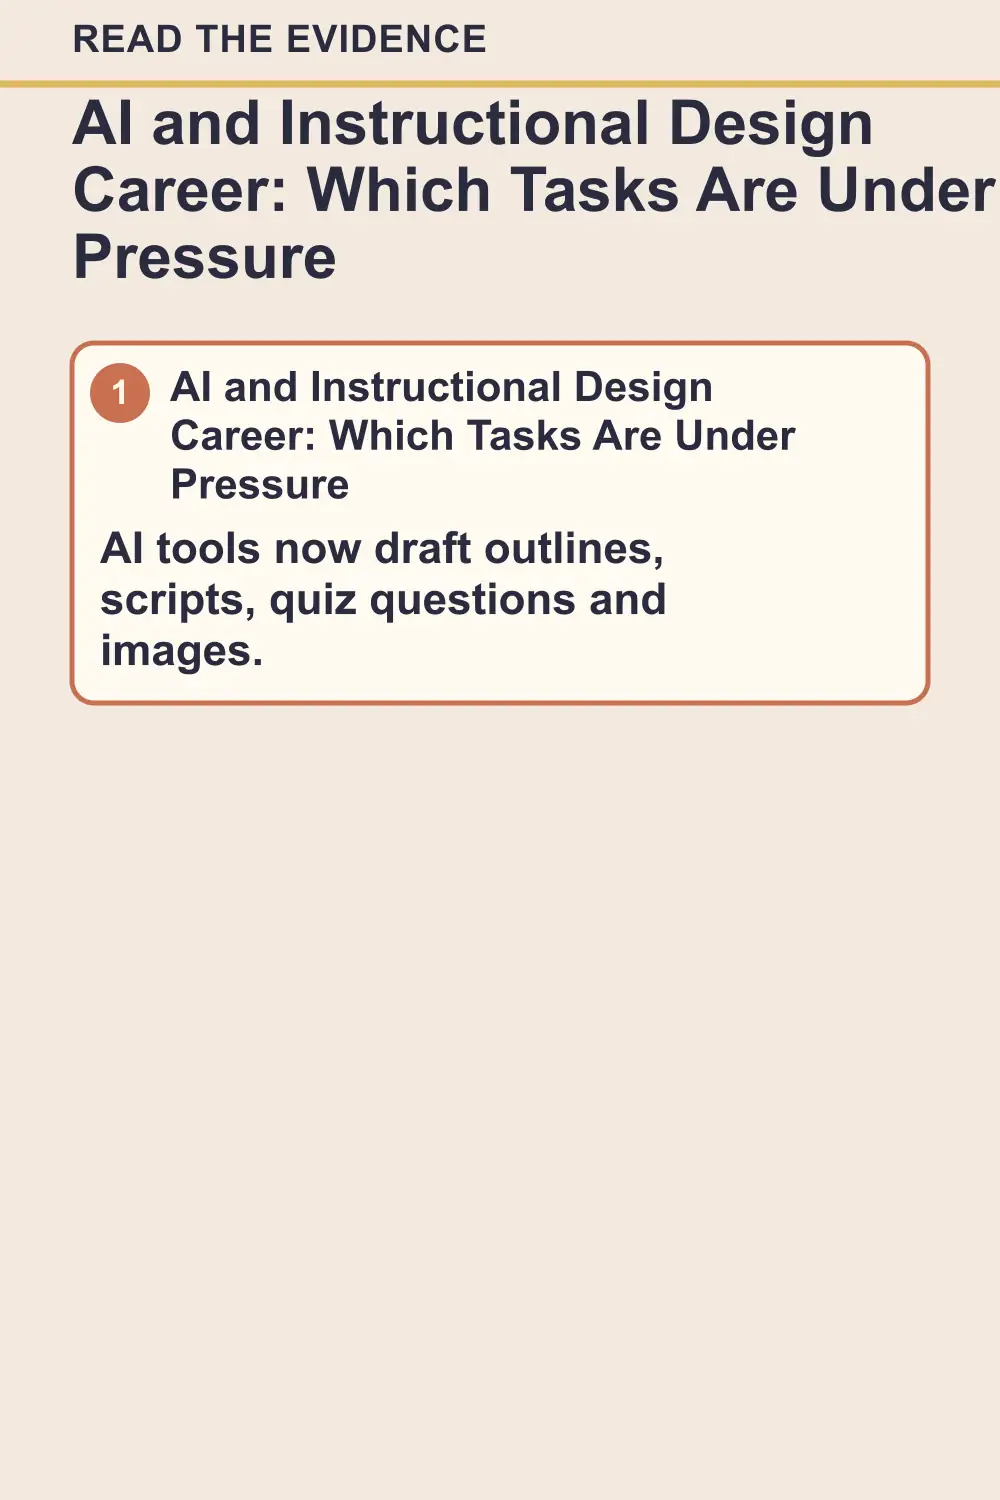 READ THE EVIDENCE
AI and Instructional Design
Career: Which Tasks Are Under
Pressure
1
AI and Instructional Design
Career: Which Tasks Are Under
Pressure
AI tools now draft outlines,
scripts, quiz questions and
images.